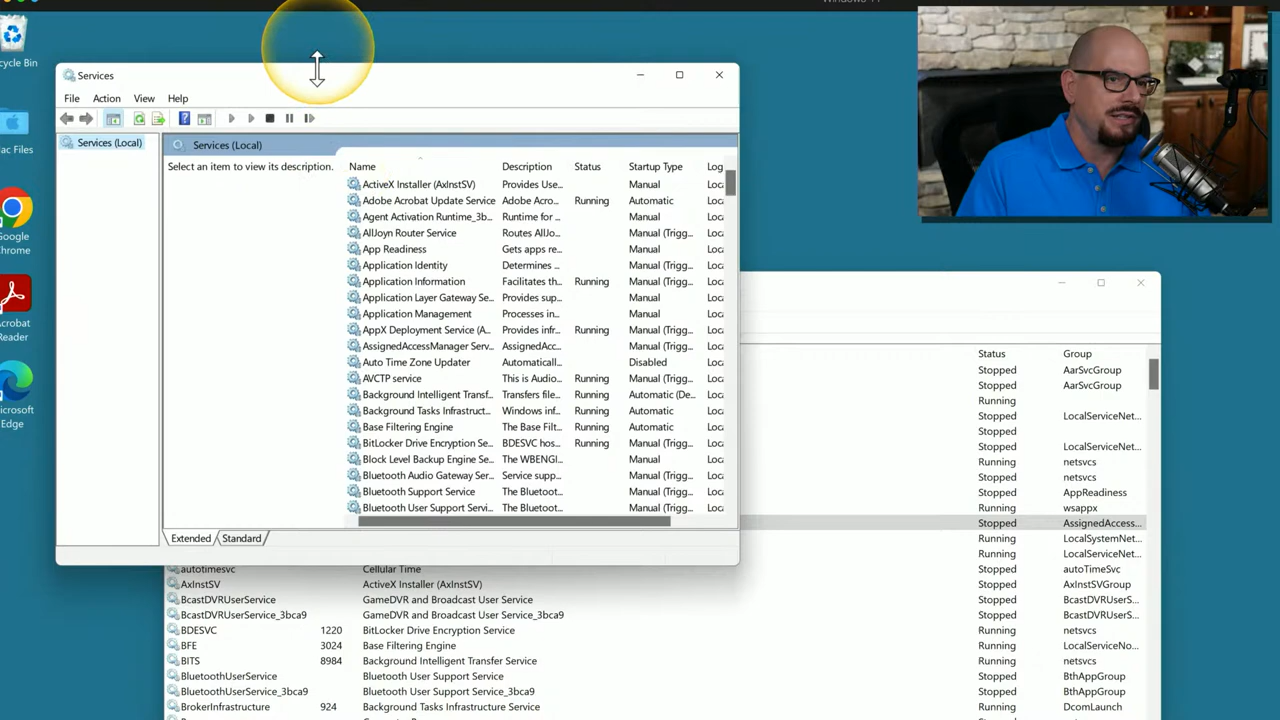 cycle Bin
Mac Files
Google
Chrome
Acrobat
Reader
Microsoft
Edge
Services
File Action View Help
Services (Local)
Services (Local)
Select an item to view its description.
Name Description Status Startup Type Log
ActiveX Installer (AxInstSV) Provides Use... Manual Loca
Adobe Acrobat Update Service Adobe Acro... Running Automatic Loca
Agent Activation Runtime_3b... Runtime for ... Manual Loca
AllJoyn Router Service Routes AllJo... Manual (Trigg... Loca
App Readiness Gets apps re... Manual Loca
Application Identity Determines ... Manual (Trigg... Loca
Application Information Facilitates th... Running Manual (Trigg... Loca
Application Layer Gateway Se... Provides sup... Manual Loca
Application Management Processes in... Manual Loca
AppX Deployment Service (A... Provides infr... Running Manual (Trigg... Loca
AssignedAccessManager Serv... AssignedAcc... Manual (Trigg... Loca
Auto Time Zone Updater Automaticall... Disabled Loca
AVCTP service This is Audio... Running Manual (Trigg... Loca
Background Intelligent Transf... Transfers file... Running Automatic (De... Loca
Background Tasks Infrastruct... Windows inf... Running Automatic Loca
Base Filtering Engine The Base Filt... Running Automatic Loca
BitLocker Drive Encryption Se... BDESVC hos... Running Manual (Trigg... Loca
Block Level Backup Engine Se... The WBENGI... Manual Loca
Bluetooth Audio Gateway Ser... Service supp... Manual (Trigg... Loca
Bluetooth Support Service The Bluetoot... Manual (Trigg... Loca
Bluetooth User Support Servi... The Bluetoot... Manual (Trigg... Loca
Extended Standard
Status Group
Stopped AarSvcGroup
Stopped AarSvcGroup
Running
Stopped LocalServiceNet...
Stopped
Stopped LocalServiceNet...
Running netsvcs
Stopped netsvcs
Stopped AppReadiness
Running wsappx
Stopped AssignedAccess...
Running LocalSystemNet...
Running LocalServiceNet...
autotimesvc Cellular Time Stopped autoTimeSvc
AxInstSV ActiveX Installer (AxInstSV) Stopped AxInstSVGroup
BcastDVRUserService GameDVR and Broadcast User Service Stopped BcastDVRUserS...
BcastDVRUserService_3bca9 GameDVR and Broadcast User Service_3bca9 Stopped BcastDVRUserS...
BDESVC 1220 BitLocker Drive Encryption Service Running netsvcs
BFE 3024 Base Filtering Engine Running LocalServiceNo...
BITS 8984 Background Intelligent Transfer Service Running netsvcs
BluetoothUserService Bluetooth User Support Service Stopped BthAppGroup
BluetoothUserService_3bca9 Bluetooth User Support Service_3bca9 Stopped BthAppGroup
BrokerInfrastructure 924 Background Tasks Infrastructure Service Running DcomLaunch